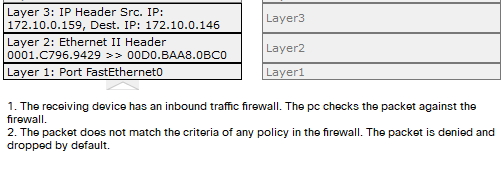 Layer 3: IP Header Src. IP:
172.10.0.159, Dest. IP: 172.10.0.146
Layer3
Layer 2: Ethernet II Header
0001.C796.9429 >> 00D0.BAA8.0BC0
Layer2
Layer 1: Port FastEthernet0
Layer1
1. The receiving device has an inbound traffic firewall. The pc checks the packet against the
firewall.
2. The packet does not match the criteria of any policy in the firewall. The packet is denied and
dropped by default.